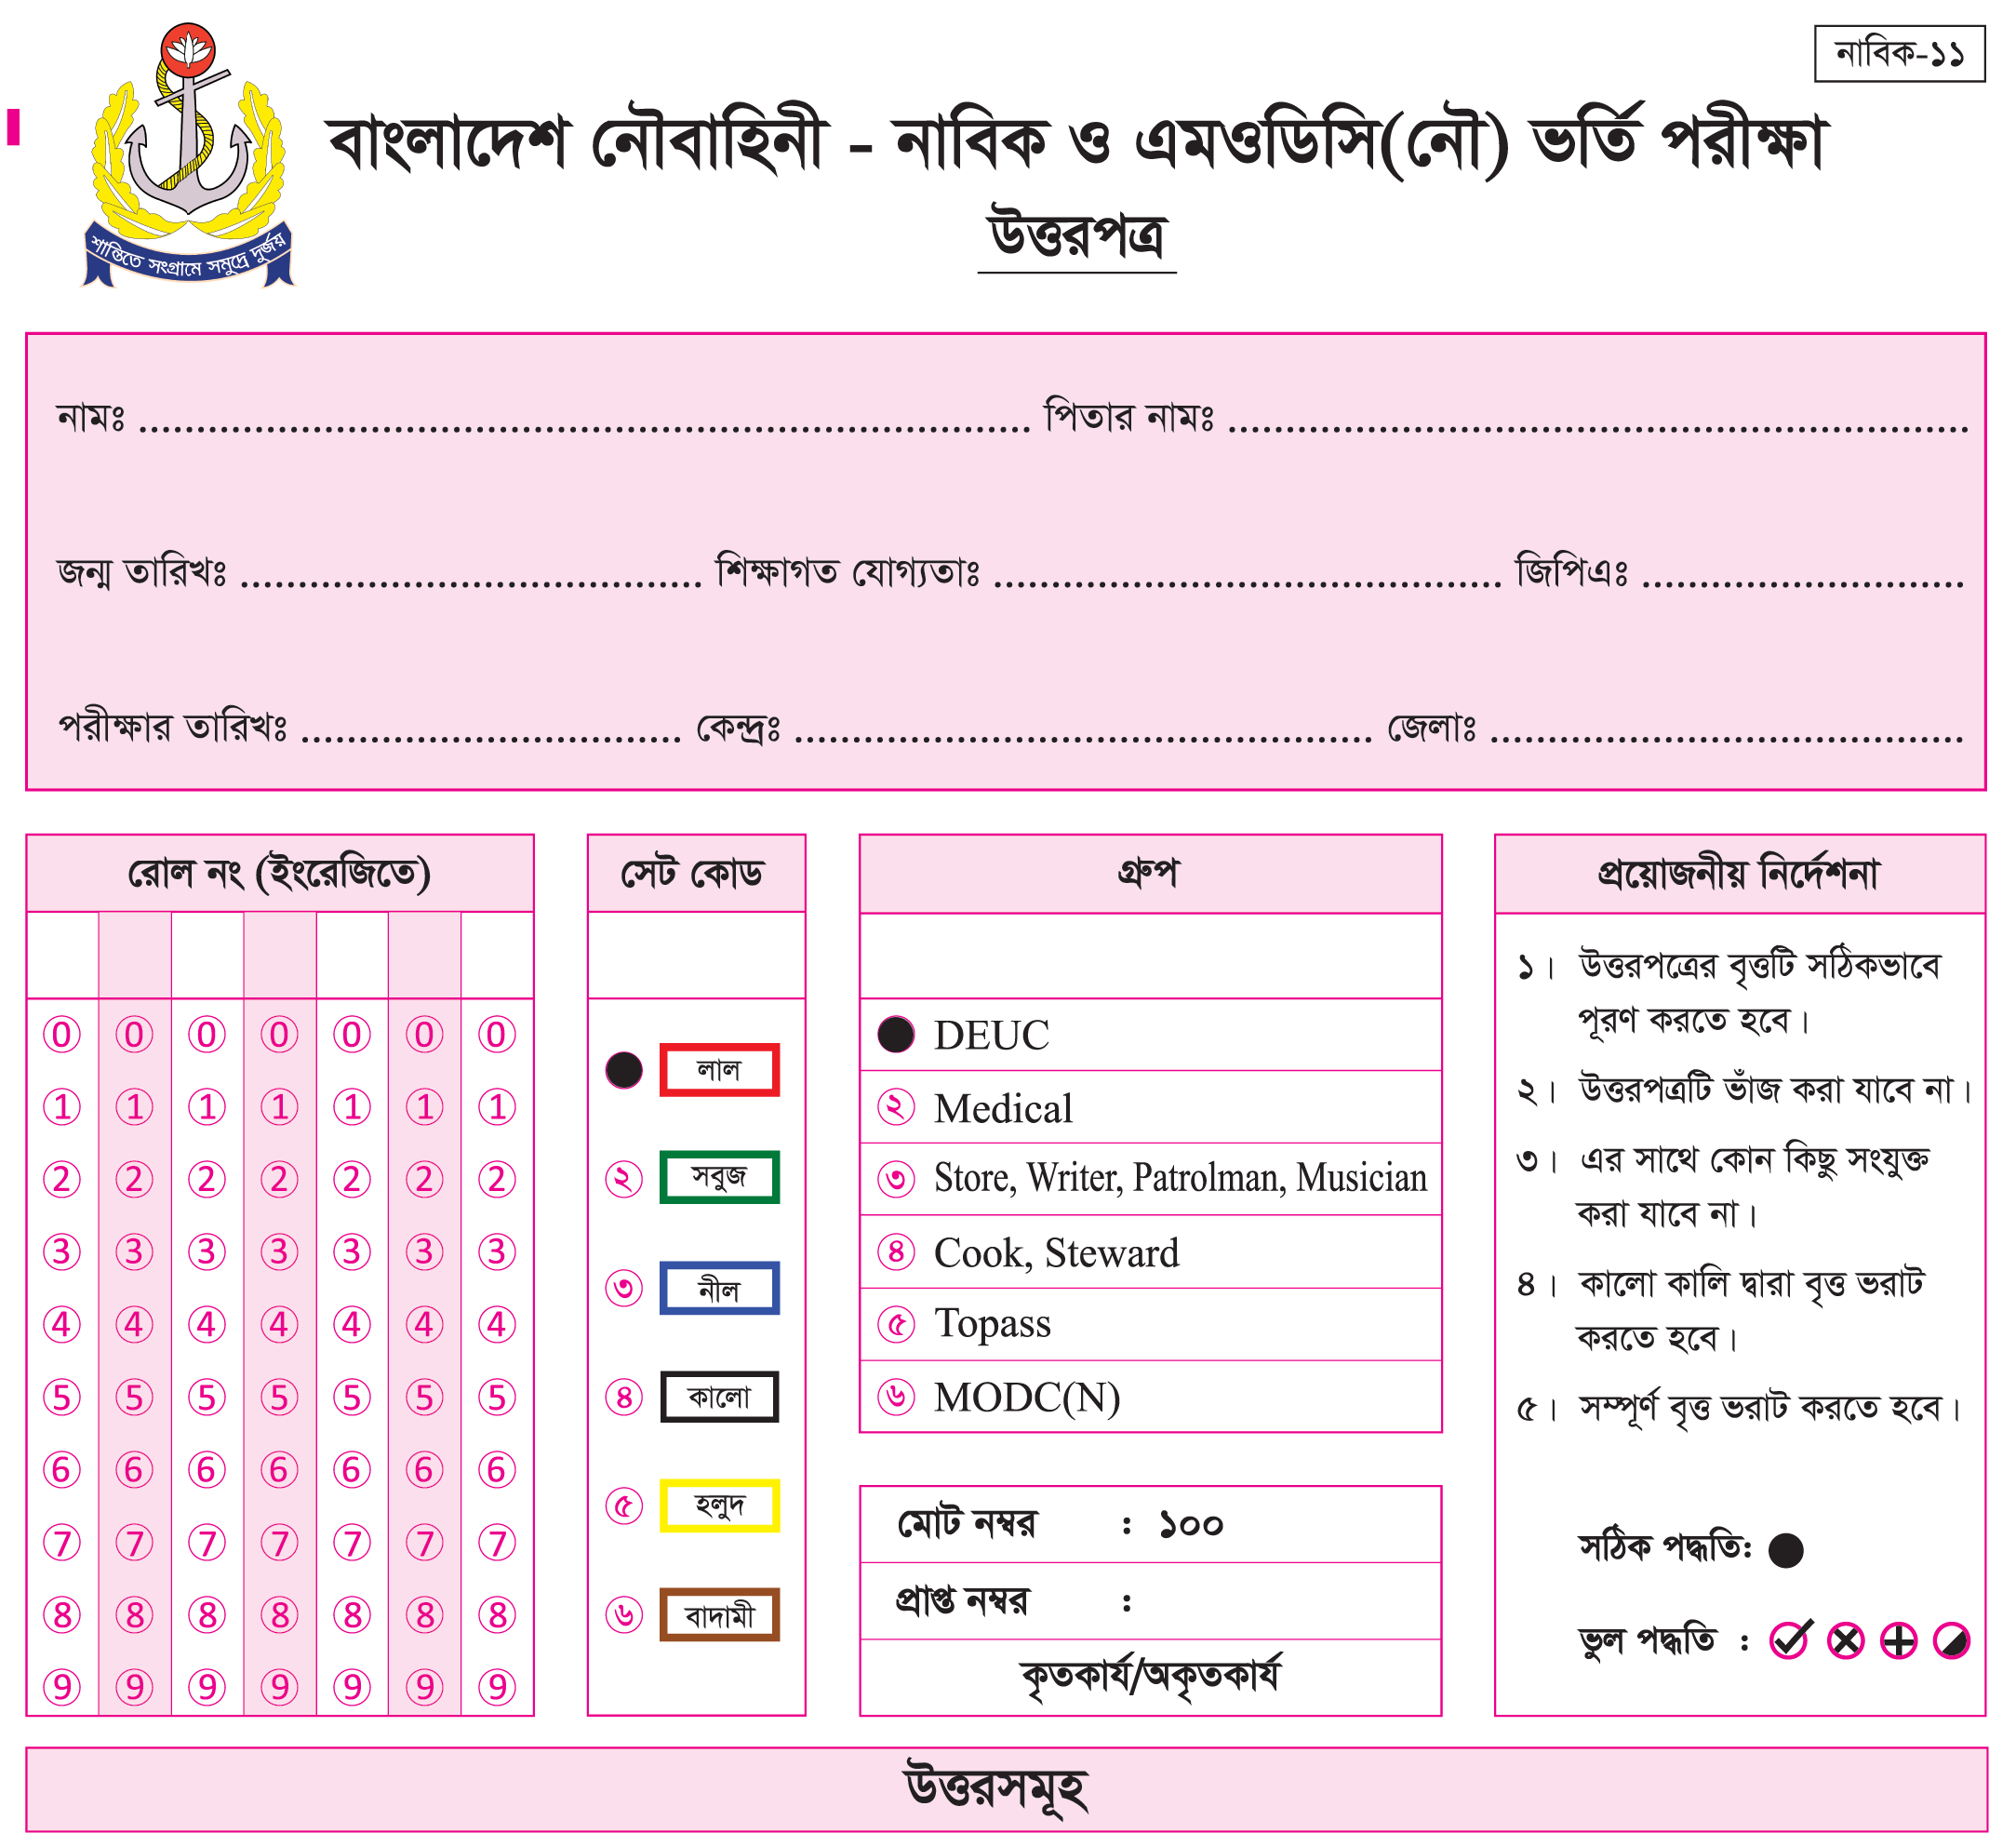 নাবিক-১১
বাংলাদেশ নৌবাহিনী - নাবিক ও এমওডিসি(নৌ) ভর্তি পরীক্ষা
উত্তরপত্র
শান্তিতে সংগ্রামে সমুদ্রে দুর্জয়
নামঃ ........................ পিতার নামঃ ........................
জন্ম তারিখঃ ........................ শিক্ষাগত যোগ্যতাঃ ........................ জিপিএঃ ........................
পরীক্ষার তারিখঃ ........................ কেন্দ্রঃ ........................ জেলাঃ ........................
রোল নং (ইংরেজিতে)
0 0 0 0 0 0 0
1 1 1 1 1 1 1
2 2 2 2 2 2 2
3 3 3 3 3 3 3
4 4 4 4 4 4 4
5 5 5 5 5 5 5
6 6 6 6 6 6 6
7 7 7 7 7 7 7
8 8 8 8 8 8 8
9 9 9 9 9 9 9
সেট কোড
লাল
২ সবুজ
৩ নীল
৪ কালো
৫ হলুদ
৬ বাদামী
গ্রুপ
DEUC
২ Medical
৩ Store, Writer, Patrolman, Musician
৪ Cook, Steward
৫ Topass
৬ MODC(N)
মোট নম্বর : ১০০
প্রাপ্ত নম্বর :
কৃতকার্য/অকৃতকার্য
প্রয়োজনীয় নির্দেশনা
১। উত্তরপত্রের বৃত্তটি সঠিকভাবে
পূরণ করতে হবে।
২। উত্তরপত্রটি ভাঁজ করা যাবে না।
৩। এর সাথে কোন কিছু সংযুক্ত
করা যাবে না।
৪। কালো কালি দ্বারা বৃত্ত ভরাট
করতে হবে।
৫। সম্পূর্ণ বৃত্ত ভরাট করতে হবে।
সঠিক পদ্ধতি:
ভুল পদ্ধতি :
উত্তরসমূহ